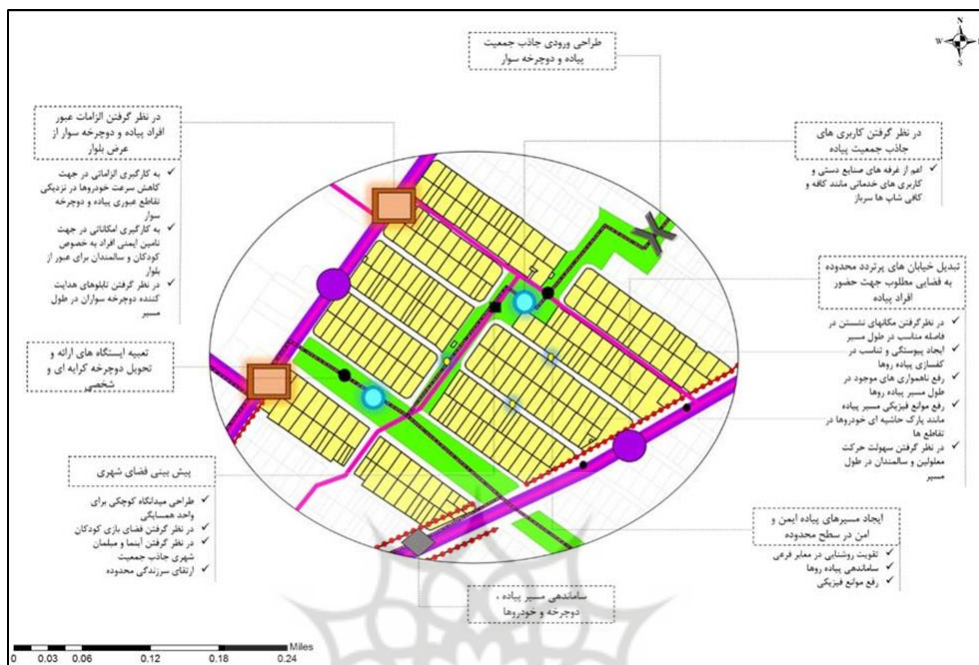 N
W
E
S
طراحی ورودی جاذب جمعیت
پیاده و دوچرخه سوار
در نظر گرفتن کاربری های
جاذب جمعیت پیاده
✓ اعم از غرفه های صنایع دستی و
کاربری های خدماتی مانند کافه و
کافی شاپ ها سرباز
تبدیل خیابان های پرتردد محدوده
به فضایی مطلوب جهت حضور
افراد پیاده
✓ در نظرگرفتن مکانهای نشستن در
فاصله مناسب در طول مسیر
✓ ایجاد پیوستگی و تناسب در
کفسازی پیاده روها
✓ رفع ناهمواری های موجود در
طول مسیر پیاده روها
✓ رفع موانع فیزیکی مسیر پیاده
مانند پارک حاشیه ای خودروها در
تقاطع ها
✓ در نظر گرفتن سهولت حرکت
معلولین و سالمندان در طول
مسیر
ایجاد مسیرهای پیاده ایمن و
امن در سطح محدوده
✓ تقویت روشنایی در معابر فرعی
✓ ساماندهی پیاده روها
✓ رفع موانع فیزیکی
در نظر گرفتن الزامات عبور
افراد پیاده و دوچرخه سوار از
عرض بلوار
✓ به کارگیری الزاماتی در جهت
کاهش سرعت خودروها در نزدیکی
تقاطع عبوری پیاده و دوچرخه
سوار
✓ به کارگیری امکاناتی در جهت
تامین ایمنی افراد به خصوص
کودکان و سالمندان برای عبور از
بلوار
✓ در نظر گرفتن تابلوهای هدایت
کننده دوچرخه سواران در طول
مسیر
تعبیه ایستگاه های ارائه و
تحویل دوچرخه کرایه ای و
شخصی
پیش بینی فضای شهری
✓ طراحی میدانگاه کوچکی برای
واحد همسایگی
✓ در نظر گرفتن فضای بازی کودکان
✓ در نظر گرفتن آبنما و مبلمان
شهری جاذب جمعیت
✓ ارتقای سرزندگی محدوده
ساماندهی مسیر پیاده ،
دوچرخه و خودروها
Miles
0 0.03 0.06 0.12 0.18 0.24